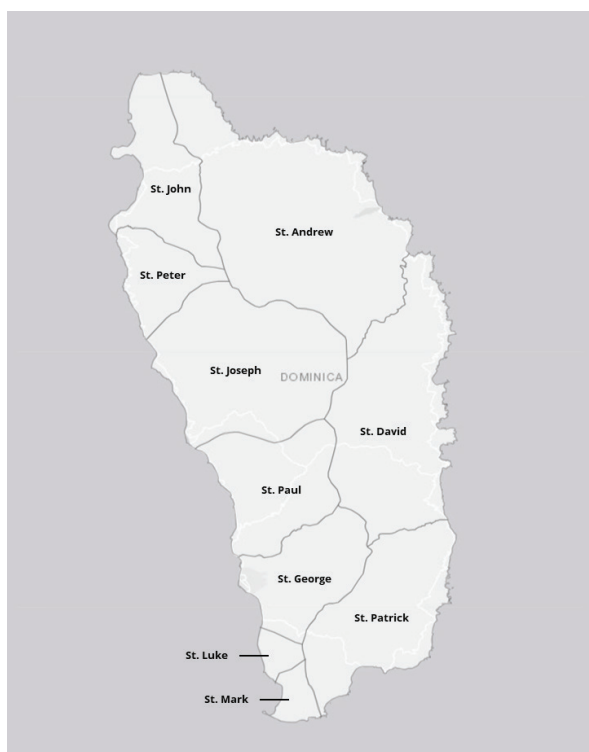 St. John
St. Andrew
St. Peter
St. Joseph
DOMINICA
St. David
St. Paul
St. George
St. Patrick
St. Luke
St. Mark